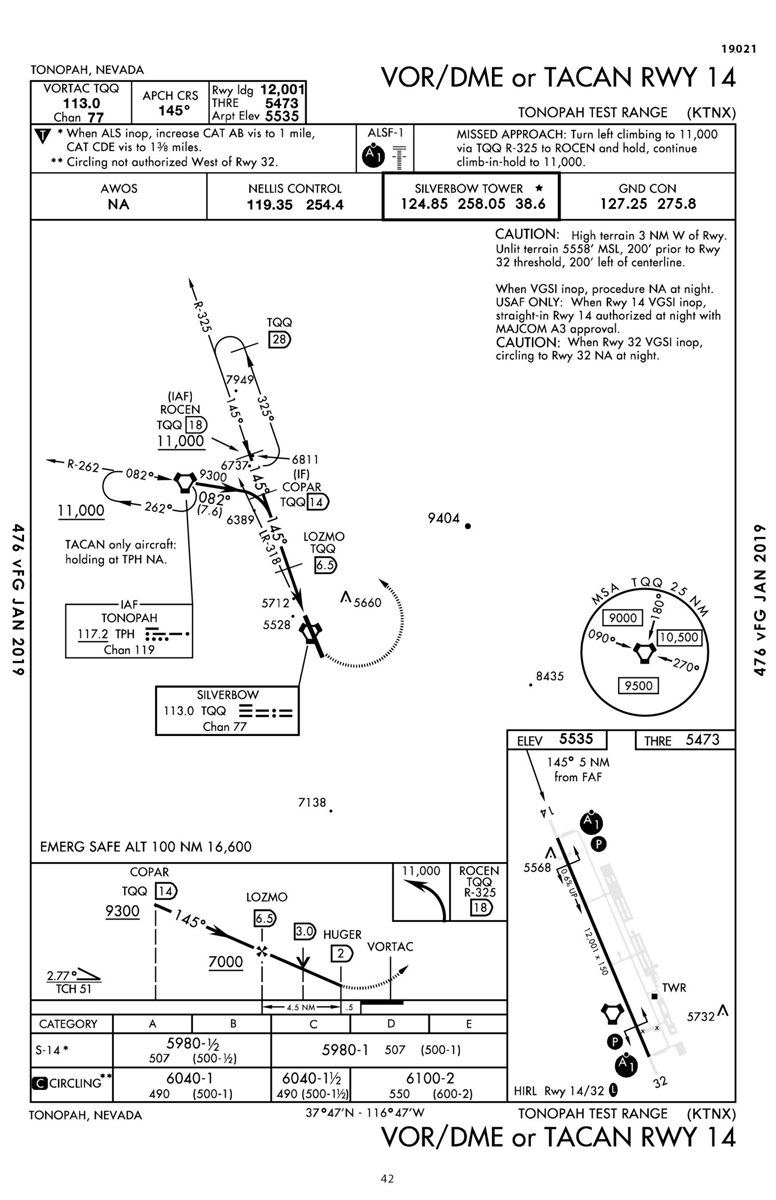 19021
TONOPAH, NEVADA
VOR/DME or TACAN RWY 14
TONOPAH TEST RANGE (KTNX)
VORTAC TQQ
113.0
Chan 77
APCH CRS
145°
Rwy ldg 12,001
THRE 5473
Arpt Elev 5535
T
* When ALS inop, increase CAT AB vis to 1 mile,
CAT CDE vis to 1⅜ miles.
** Circling not authorized West of Rwy 32.
ALSF-1
A1
MISSED APPROACH: Turn left climbing to 11,000
via TQQ R-325 to ROCEN and hold, continue
climb-in-hold to 11,000.
AWOS
NA
NELLIS CONTROL
119.35 254.4
SILVERBOW TOWER ★
124.85 258.05 38.6
GND CON
127.25 275.8
CAUTION: High terrain 3 NM W of Rwy.
Unlit terrain 5558' MSL, 200' prior to Rwy
32 threshold, 200' left of centerline.
When VGSI inop, procedure NA at night.
USAF ONLY: When Rwy 14 VGSI inop,
straight-in Rwy 14 authorized at night with
MAJCOM A3 approval.
CAUTION: When Rwy 32 VGSI inop,
circling to Rwy 32 NA at night.
R-325
TQQ
28
7949
145°
325°
(IAF)
ROCEN
TQQ 18
11,000
6737
6811
145°
R-262
082°
9300
082°
(7.6)
262°
11,000
6389
(IF)
COPAR
TQQ 14
145°
LR-318
LOZMO
TQQ
6.5
9404
TACAN only aircraft:
holding at TPH NA.
5712
5528
5660
IAF
TONOPAH
117.2 TPH
Chan 119
SILVERBOW
113.0 TQQ
Chan 77
8435
7138
MSA TQQ 25 NM
9000
180°
090°
10,500
270°
9500
476 vFG JAN 2019
476 vFG JAN 2019
EMERG SAFE ALT 100 NM 16,600
ELEV 5535
THRE 5473
145° 5 NM
from FAF
14
A1
P
5568
0.6% UP
12,001 x 150
TWR
5732
P
A1
32
HIRL Rwy 14/32 L
COPAR
TQQ 14
9300
145°
LOZMO
6.5
7000
3.0
HUGER
2
VORTAC
11,000
ROCEN
TQQ
R-325
18
2.77°
TCH 51
4.5 NM
.5
CATEGORY A B C D E
S-14 * 5980-½ 507 (500-½) 5980-1 507 (500-1)
C CIRCLING** 6040-1 490 (500-1) 6040-1½ 490 (500-1½) 6100-2 550 (600-2)
TONOPAH, NEVADA
37°47'N - 116°47'W
TONOPAH TEST RANGE (KTNX)
VOR/DME or TACAN RWY 14
42